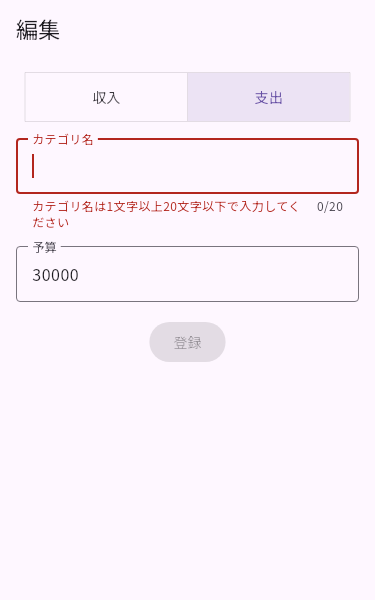 編集
収入 支出
カテゴリ名
カテゴリ名は1文字以上20文字以下で入力してく 0/20
ださい
予算
30000
登録